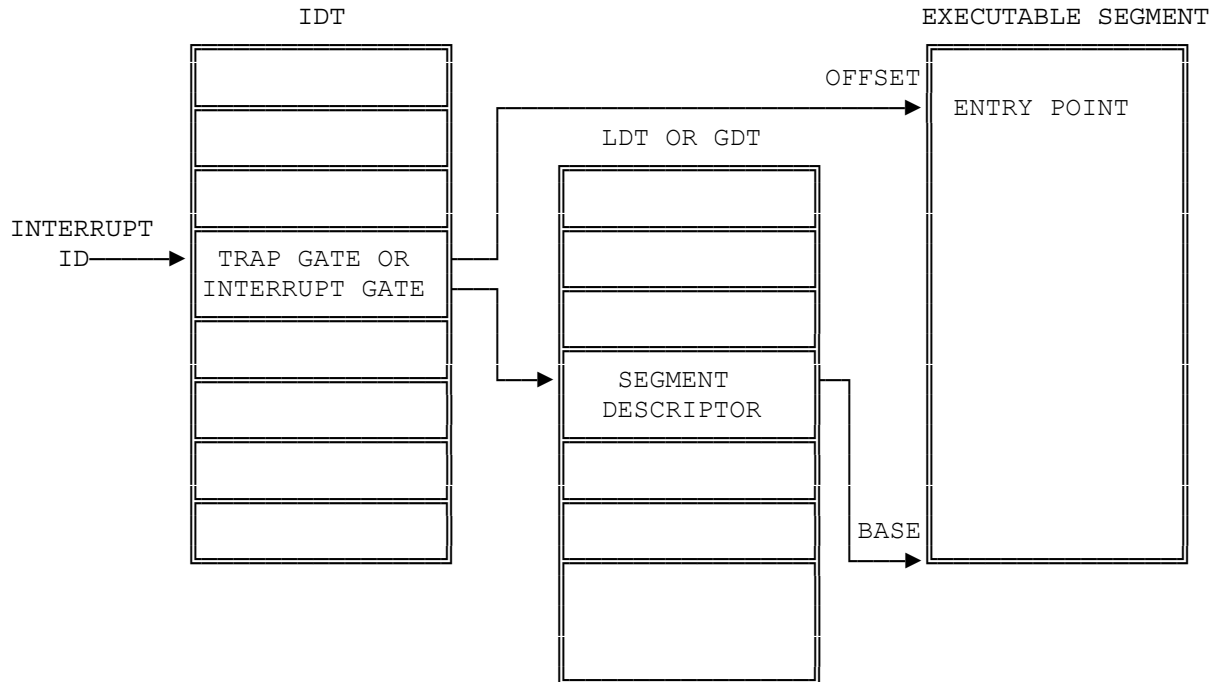 IDT
EXECUTABLE SEGMENT
OFFSET
ENTRY POINT
LDT OR GDT
INTERRUPT
ID
TRAP GATE OR
INTERRUPT GATE
SEGMENT
DESCRIPTOR
BASE